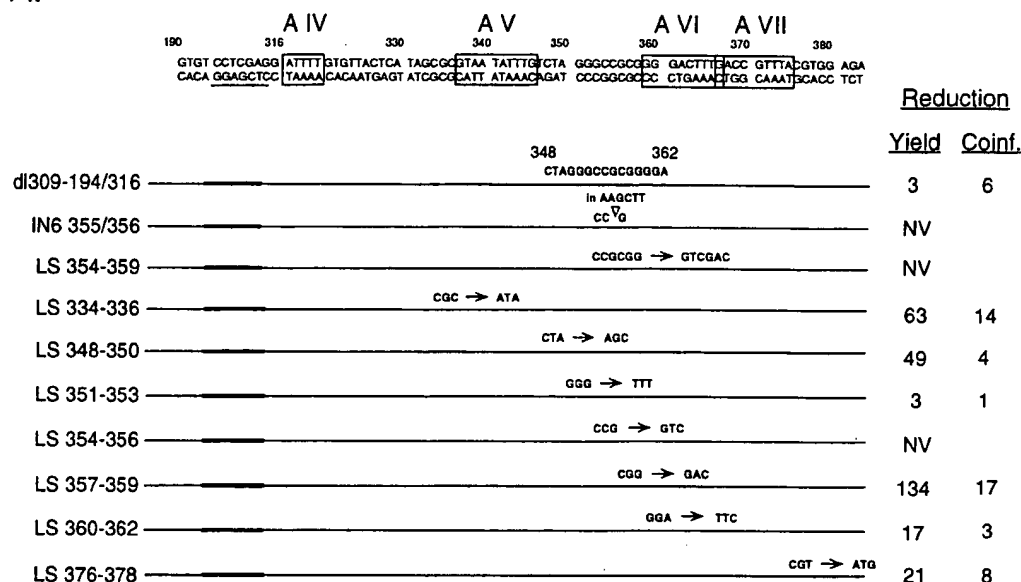 A IV A V A VI A VII
190 316 330 340 360 370 380
GTGT CCTCGAGG ATTTT GTGTTACTCA TAGCGCGTAA TATTTGTCTA GGGCCGCGGG GACTTTGACC GTTTACGTGG AGA
CACA GGAGCTCC TAAAA CACAATGAGT ATCGCGCATT ATAAACAGAT CCCGGCGCCC CTGAAACTGG CAAATGCACC TCT
Reduction
Yield Coinf.
348 362
CTAGGGCCGCGGGGA
dl309-194/316 3 6
In AAGCTT
CC▽G
IN6 355/356 NV
CCGCGG → GTCGAC
LS 354-359 NV
CGC → ATA
LS 334-336 63 14
CTA → AGC
LS 348-350 49 4
GGG → TTT
LS 351-353 3 1
CCG → GTC
LS 354-356 NV
CGG → GAC
LS 357-359 134 17
GGA → TTC
LS 360-362 17 3
CGT → ATG
LS 376-378 21 8